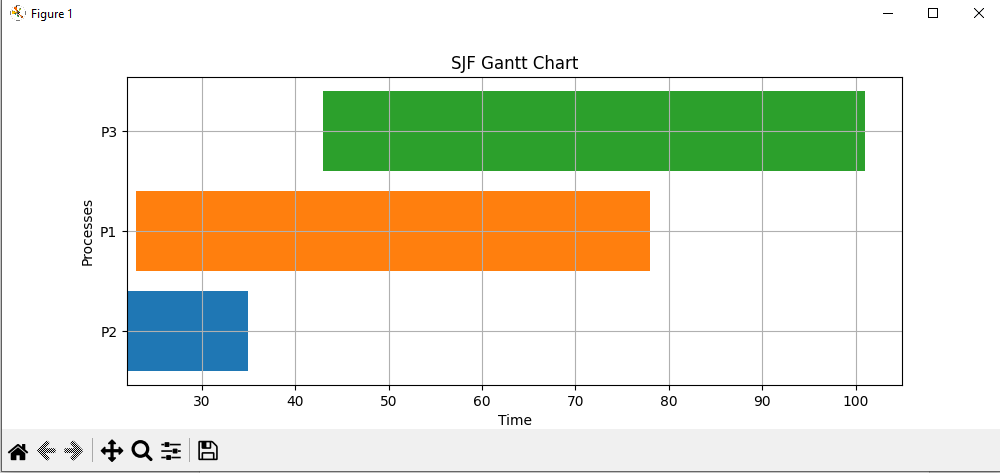 Figure 1
SJF Gantt Chart
P3
P1
P2
Processes
30 40 50 60 70 80 90 100
Time